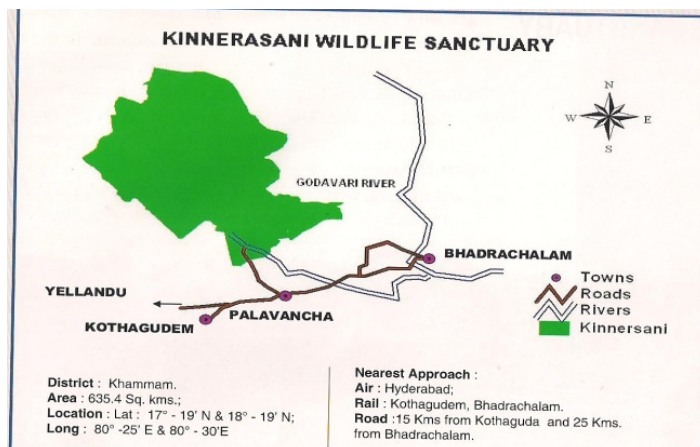 KINNERASANI WILDLIFE SANCTUARY
N
W E
S
GODAVARI RIVER
BHADRACHALAM
Towns
Roads
Rivers
Kinnersani
YELLANDU
PALAVANCHA
KOTHAGUDEM
District : Khammam.
Area : 635.4 Sq. kms.;
Location : Lat : 17° - 19' N & 18° - 19' N;
Long : 80° -25' E & 80° - 30'E
Nearest Approach :
Air : Hyderabad;
Rail : Kothagudem, Bhadrachalam.
Road :15 Kms from Kothaguda and 25 Kms.
from Bhadrachalam.